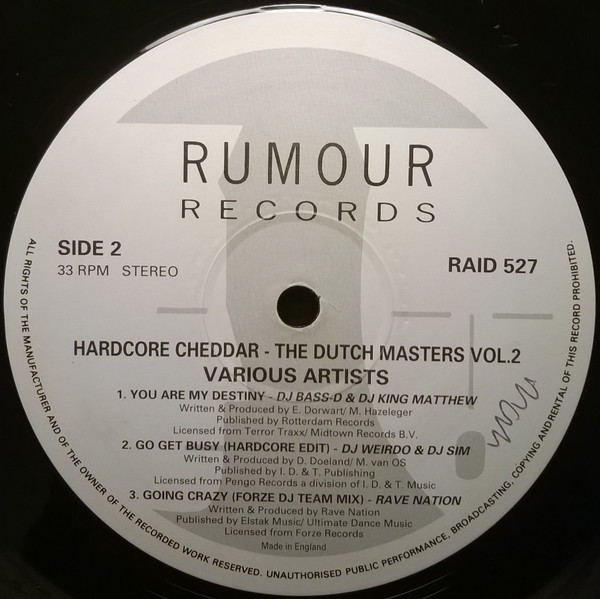 RUMOUR
RECORDS
SIDE 2
33 RPM STEREO
RAID 527
HARDCORE CHEDDAR - THE DUTCH MASTERS VOL.2
VARIOUS ARTISTS
1. YOU ARE MY DESTINY - DJ BASS-D & DJ KING MATTHEW
Written & Produced by E. Dorwart/ M. Hazeleger
Published by Rotterdam Records
Licensed from Terror Traxx/ Midtown Records B.V.
2. GO GET BUSY (HARDCORE EDIT) - DJ WEIRDO & DJ SIM
Written & Produced by D. Doeland/ M. van OS
Published by I. D. & T. Publishing
Licensed from Pengo Records a division of I. D. & T. Music
3. GOING CRAZY (FORZE DJ TEAM MIX) - RAVE NATION
Written & Produced by Rave Nation
Published by Elstak Music/ Ultimate Dance Music
Licensed from Forze Records
Made in England
ALL RIGHTS OF THE MANUFACTURER AND OF THE OWNER OF THE RECORDED WORK RESERVED. UNAUTHORISED PUBLIC PERFORMANCE, BROADCASTING, COPYING ANDRENTAL OF THIS RECORD PROHIBITED.